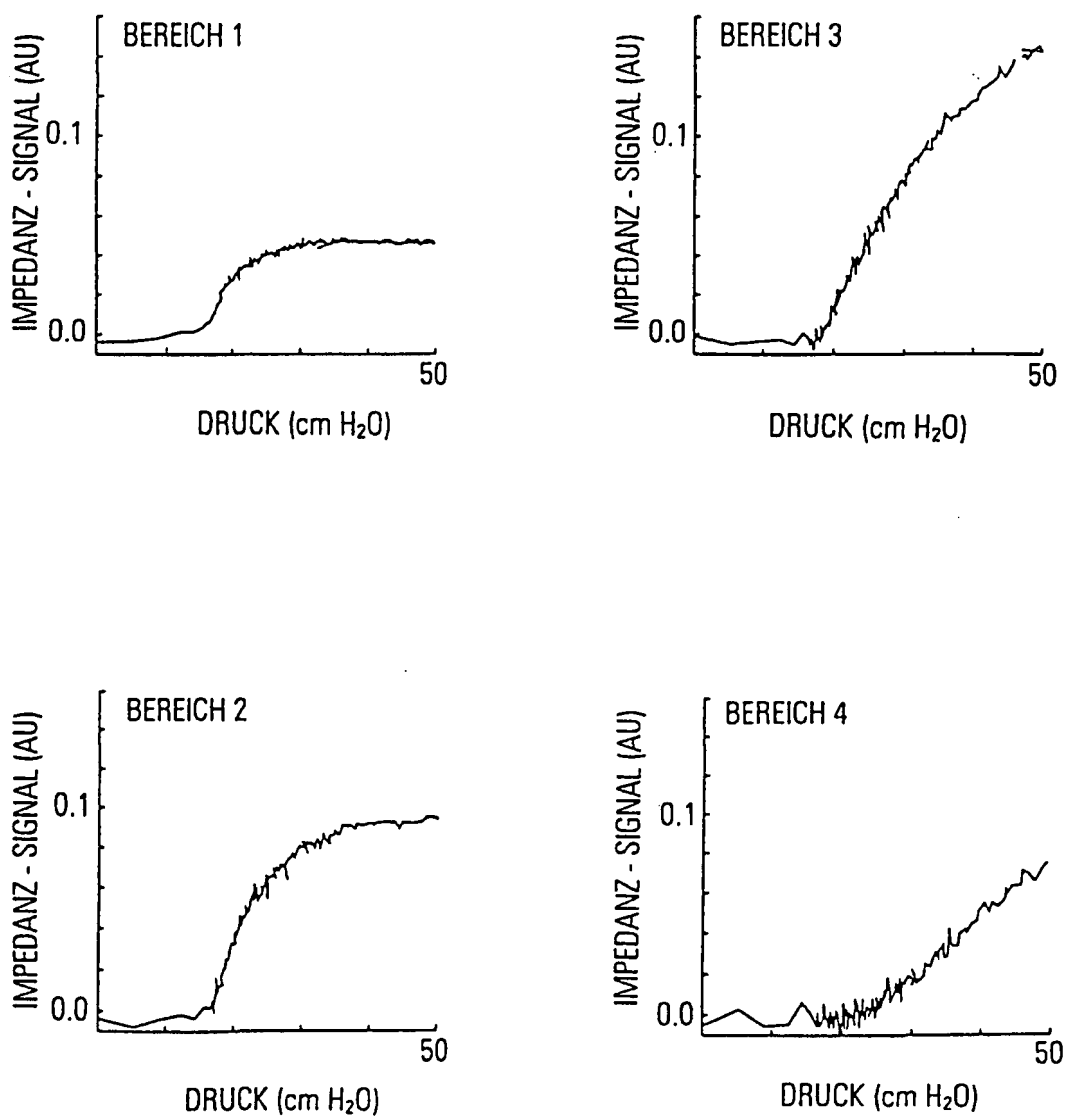 BEREICH 1
IMPEDANZ - SIGNAL (AU)
0.1
0.0
50
DRUCK (cm H₂O)
BEREICH 3
IMPEDANZ - SIGNAL (AU)
0.1
0.0
50
DRUCK (cm H₂O)
BEREICH 2
IMPEDANZ - SIGNAL (AU)
0.1
0.0
50
DRUCK (cm H₂O)
BEREICH 4
IMPEDANZ - SIGNAL (AU)
0.1
0.0
50
DRUCK (cm H₂O)